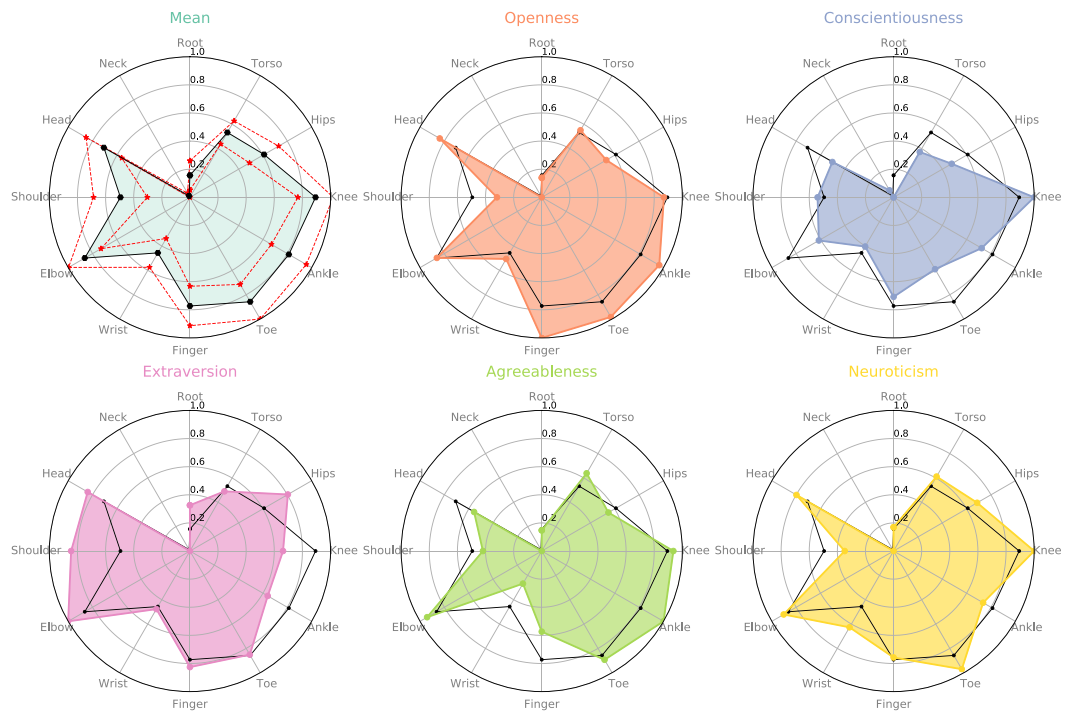 Mean
Openness
Conscientiousness
Root
Torso
Hips
Knee
Ankle
Toe
Finger
Wrist
Elbow
Shoulder
Head
Neck
0.2
0.4
0.6
0.8
1.0
Root
Torso
Hips
Knee
Ankle
Toe
Finger
Wrist
Elbow
Shoulder
Head
Neck
0.2
0.4
0.6
0.8
1.0
Root
Torso
Hips
Knee
Ankle
Toe
Finger
Wrist
Elbow
Shoulder
Head
Neck
0.2
0.4
0.6
0.8
1.0
Extraversion
Agreeableness
Neuroticism
Root
Torso
Hips
Knee
Ankle
Toe
Finger
Wrist
Elbow
Shoulder
Head
Neck
0.2
0.4
0.6
0.8
1.0
Root
Torso
Hips
Knee
Ankle
Toe
Finger
Wrist
Elbow
Shoulder
Head
Neck
0.2
0.4
0.6
0.8
1.0
Root
Torso
Hips
Knee
Ankle
Toe
Finger
Wrist
Elbow
Shoulder
Head
Neck
0.2
0.4
0.6
0.8
1.0